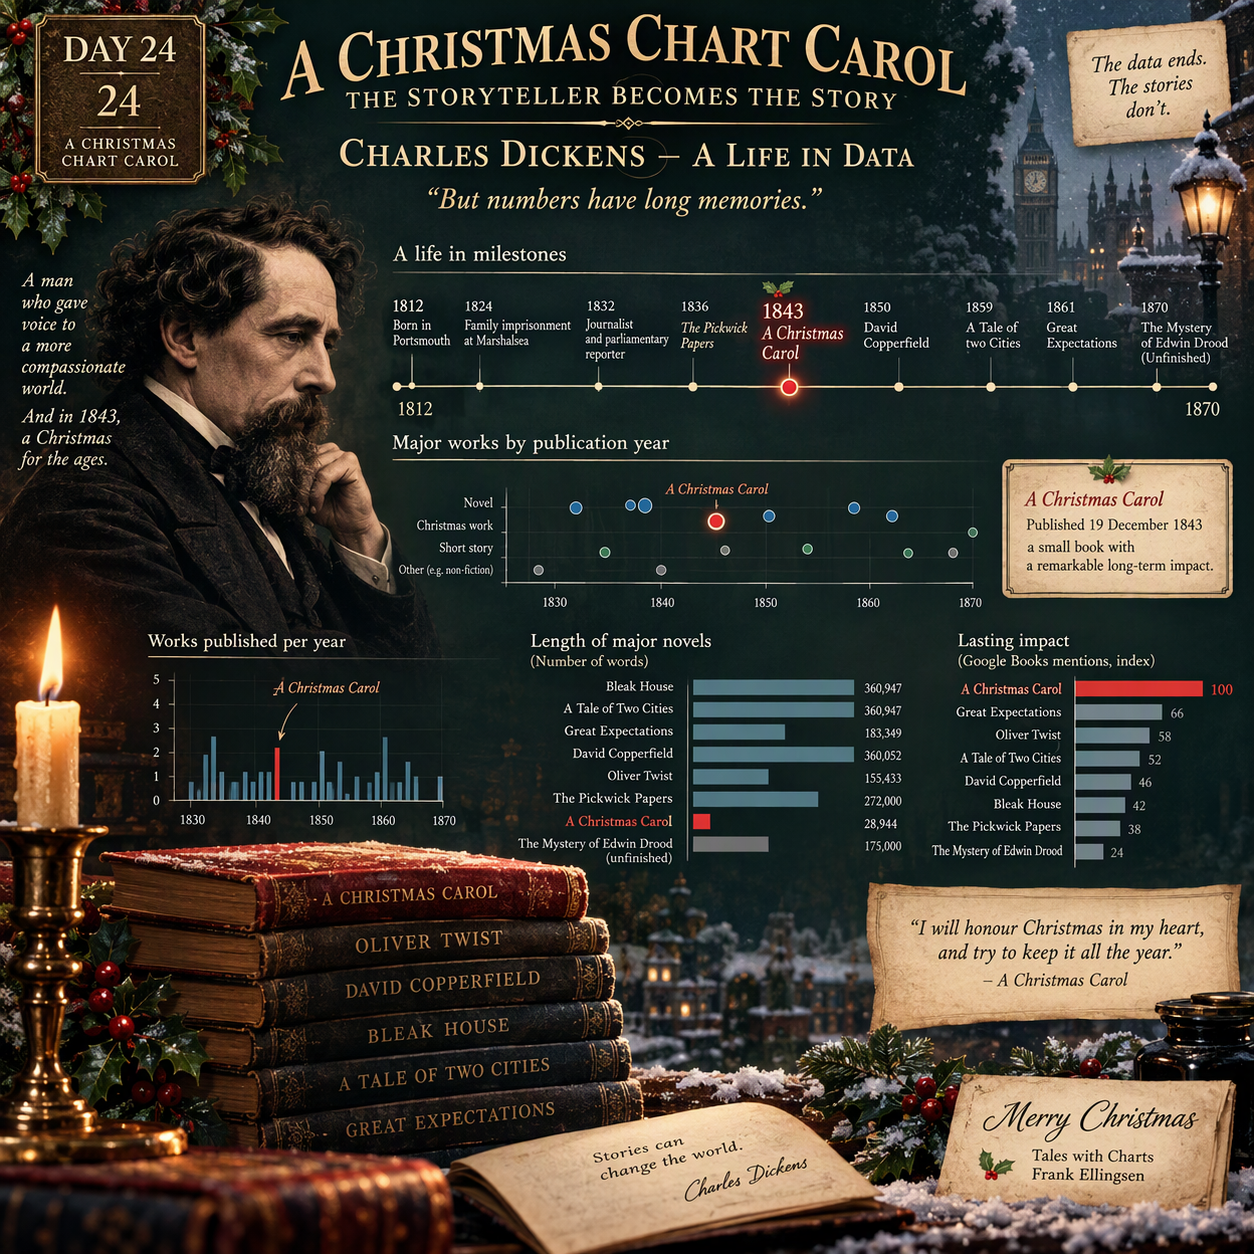 DAY 24
24
A CHRISTMAS
CHART CAROL
A CHRISTMAS CHART CAROL
THE STORYTELLER BECOMES THE STORY
CHARLES DICKENS — A LIFE IN DATA
“But numbers have long memories.”
The data ends.
The stories
don’t.
A man
who gave
voice to
a more
compassionate
world.
And in 1843,
a Christmas
for the ages.
A life in milestones
1812
Born in
Portsmouth
1824
Family imprisonment
at Marshalsea
1832
Journalist
and parliamentary
reporter
1836
The Pickwick
Papers
1843
A Christmas
Carol
1850
David
Copperfield
1859
A Tale of
two Cities
1861
Great
Expectations
1870
The Mystery
of Edwin Drood
(Unfinished)
1812
1870
Major works by publication year
A Christmas Carol
Novel
Christmas work
Short story
Other (e.g. non-fiction)
1830
1840
1850
1860
1870
A Christmas Carol
Published 19 December 1843
a small book with
a remarkable long-term impact.
Works published per year
A Christmas Carol
5
4
3
2
1
0
1830
1840
1850
1860
1870
Length of major novels
(Number of words)
Bleak House 360,947
A Tale of Two Cities 360,947
Great Expectations 183,349
David Copperfield 360,052
Oliver Twist 155,433
The Pickwick Papers 272,000
A Christmas Carol 28,944
The Mystery of Edwin Drood 175,000
(unfinished)
Lasting impact
(Google Books mentions, index)
A Christmas Carol 100
Great Expectations 66
Oliver Twist 58
A Tale of Two Cities 52
David Copperfield 46
Bleak House 42
The Pickwick Papers 38
The Mystery of Edwin Drood 24
A CHRISTMAS CAROL
OLIVER TWIST
DAVID COPPERFIELD
BLEAK HOUSE
A TALE OF TWO CITIES
GREAT EXPECTATIONS
“I will honour Christmas in my heart,
and try to keep it all the year.”
– A Christmas Carol
Stories can
change the world.
Charles Dickens
Merry Christmas
Tales with Charts
Frank Ellingsen